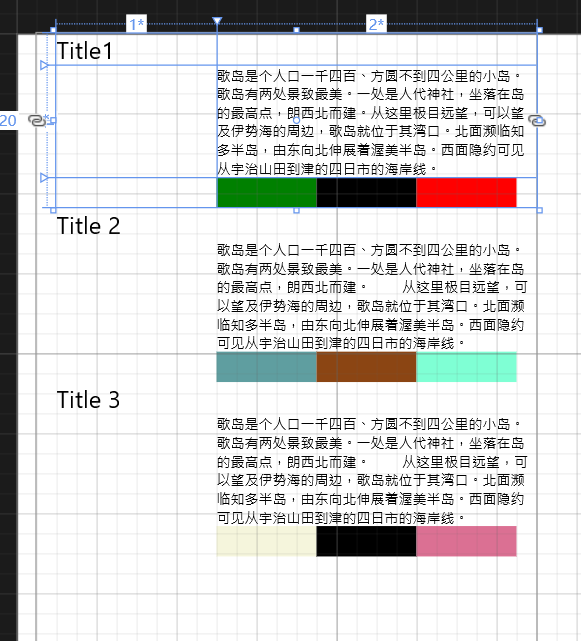 1*
2*
Title1
歌岛是个人口一千四百、方圆不到四公里的小岛。
歌岛有两处景致最美。一处是人代神社，坐落在岛
的最高点，朗西北而建。从这里极目远望，可以望
20
及伊势海的周边，歌岛就位于其湾口。北面濒临知
多半岛，由东向北伸展着渥美半岛。西面隐约可见
从宇治山田到津的四日市的海岸线。
Title 2
歌岛是个人口一千四百、方圆不到四公里的小岛。
歌岛有两处景致最美。一处是人代神社，坐落在岛
的最高点，朗西北而建。　　从这里极目远望，可
以望及伊势海的周边，歌岛就位于其湾口。北面濒
临知多半岛，由东向北伸展着渥美半岛。西面隐约
可见从宇治山田到津的四日市的海岸线。
Title 3
歌岛是个人口一千四百、方圆不到四公里的小岛。
歌岛有两处景致最美。一处是人代神社，坐落在岛
的最高点，朗西北而建。　　从这里极目远望，可
以望及伊势海的周边，歌岛就位于其湾口。北面濒
临知多半岛，由东向北伸展着渥美半岛。西面隐约
可见从宇治山田到津的四日市的海岸线。